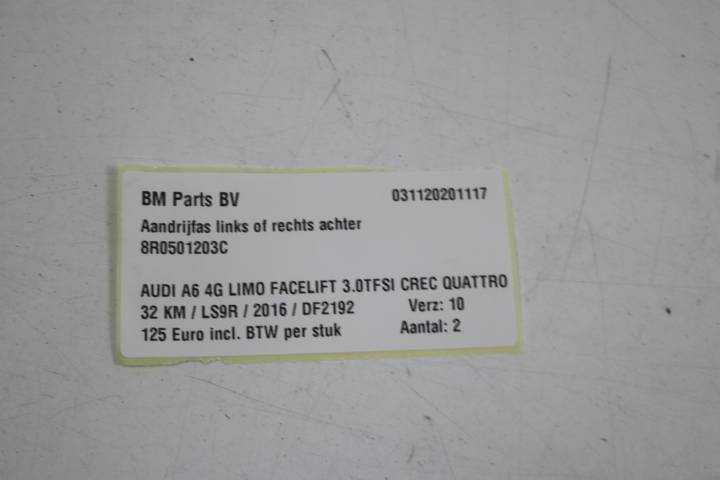 BM Parts BV 031120201117
Aandrijfas links of rechts achter
8R0501203C
AUDI A6 4G LIMO FACELIFT 3.0TFSI CREC QUATTRO
32 KM / LS9R / 2016 / DF2192 Verz: 10
125 Euro incl. BTW per stuk Aantal: 2